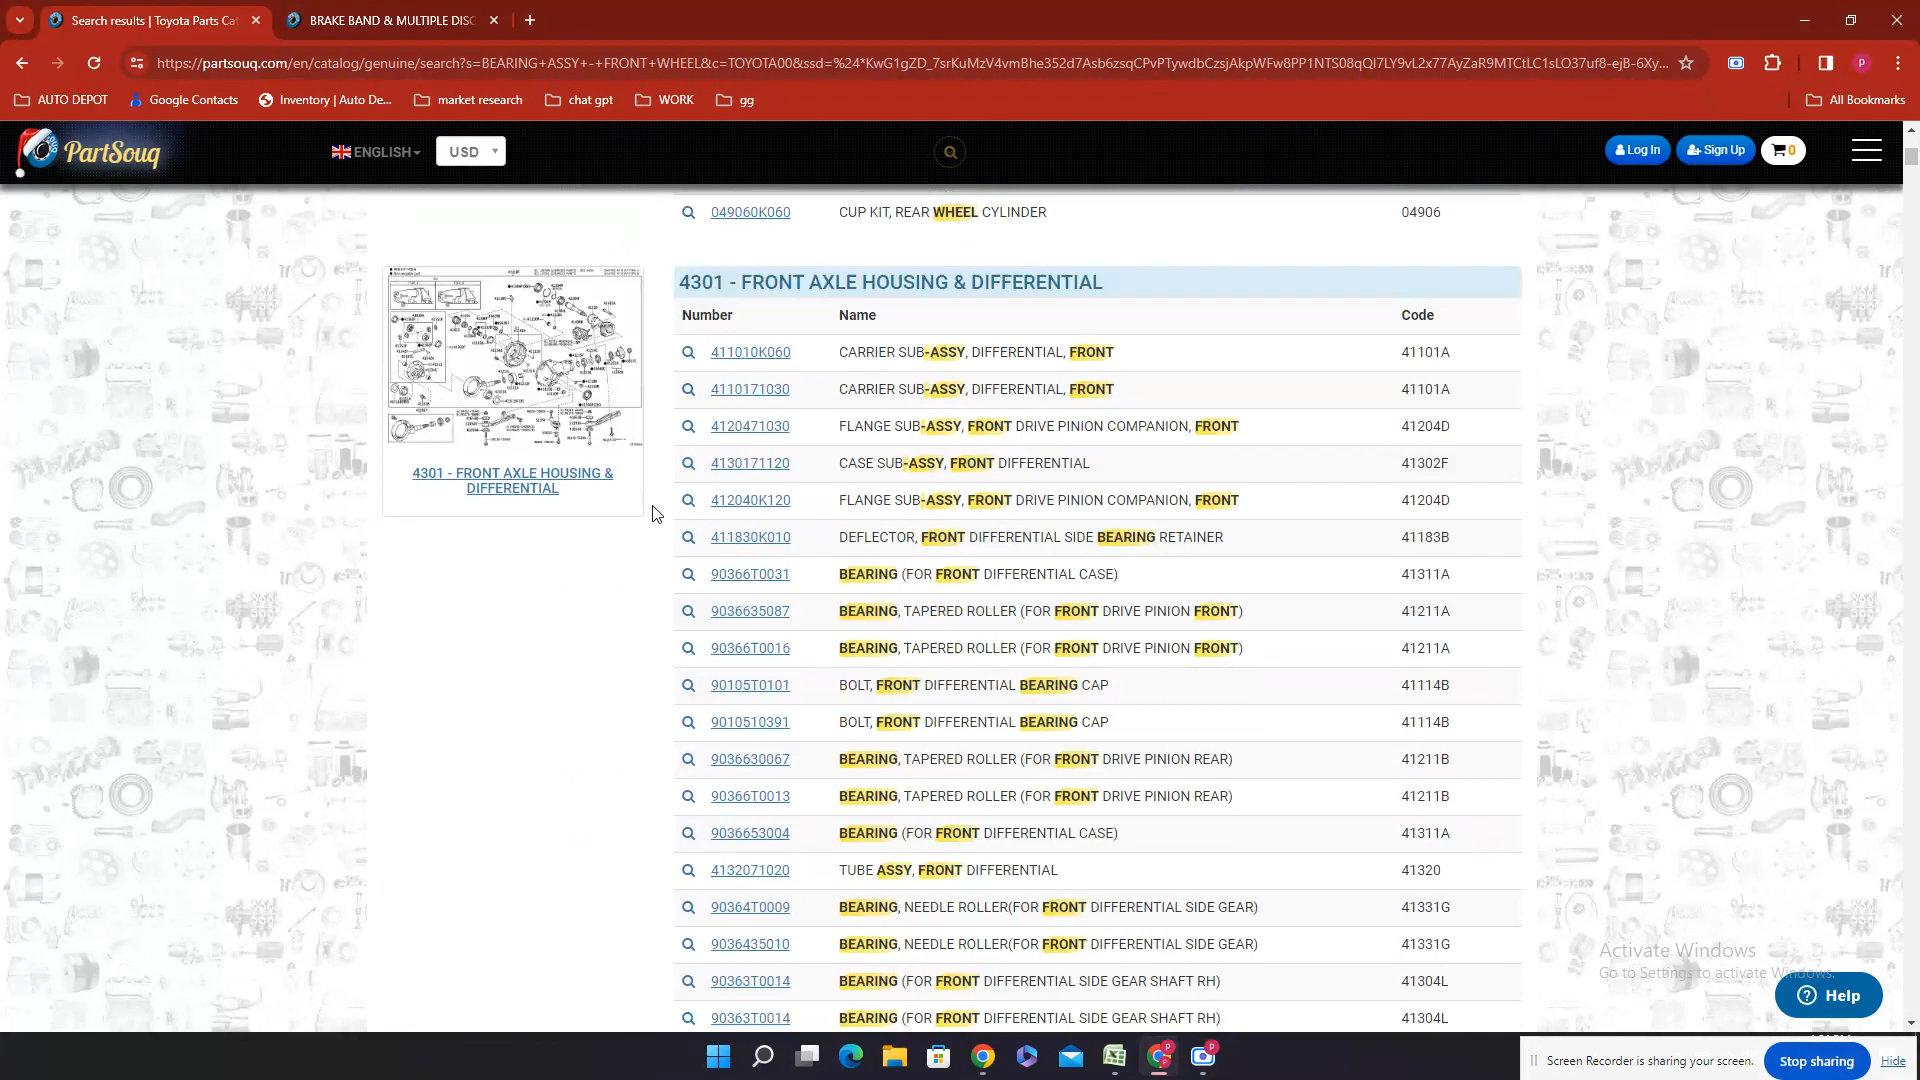 Search results | Toyota Parts Cat
BRAKE BAND & MULTIPLE DISC
https://partsouq.com/en/catalog/genuine/search?s=BEARING+ASSY+-+FRONT+WHEEL&c=TOYOTA00&ssd=%24*KwG1gZD_7srKuMzV4vmBhe352d7Asb6zsqCPvPTywdbCzsjAkpWFw8PP1NTS08qQl7LY9vL2x77AyZaR9MTCtLC1sLO37uf8-ejb-6Xy...
AUTO DEPOT
Google Contacts
Inventory | Auto De...
market research
chat gpt
WORK
gg
All Bookmarks
PartSouq
ENGLISH
USD
Log In
Sign Up
0
049060K060 CUP KIT, REAR WHEEL CYLINDER 04906
4301 - FRONT AXLE HOUSING & DIFFERENTIAL
Number Name Code
411010K060 CARRIER SUB-ASSY, DIFFERENTIAL, FRONT 41101A
4110171030 CARRIER SUB-ASSY, DIFFERENTIAL, FRONT 41101A
4120471030 FLANGE SUB-ASSY, FRONT DRIVE PINION COMPANION, FRONT 41204D
4130171120 CASE SUB-ASSY, FRONT DIFFERENTIAL 41302F
4301 - FRONT AXLE HOUSING &
DIFFERENTIAL
412040K120 FLANGE SUB-ASSY, FRONT DRIVE PINION COMPANION, FRONT 41204D
411830K010 DEFLECTOR, FRONT DIFFERENTIAL SIDE BEARING RETAINER 41183B
90366T0031 BEARING (FOR FRONT DIFFERENTIAL CASE) 41311A
9036635087 BEARING, TAPERED ROLLER (FOR FRONT DRIVE PINION FRONT) 41211A
90366T0016 BEARING, TAPERED ROLLER (FOR FRONT DRIVE PINION FRONT) 41211A
90105T0101 BOLT, FRONT DIFFERENTIAL BEARING CAP 41114B
9010510391 BOLT, FRONT DIFFERENTIAL BEARING CAP 41114B
9036630067 BEARING, TAPERED ROLLER (FOR FRONT DRIVE PINION REAR) 41211B
90366T0013 BEARING, TAPERED ROLLER (FOR FRONT DRIVE PINION REAR) 41211B
9036653004 BEARING (FOR FRONT DIFFERENTIAL CASE) 41311A
4132071020 TUBE ASSY, FRONT DIFFERENTIAL 41320
90364T0009 BEARING, NEEDLE ROLLER(FOR FRONT DIFFERENTIAL SIDE GEAR) 41331G
9036435010 BEARING, NEEDLE ROLLER(FOR FRONT DIFFERENTIAL SIDE GEAR) 41331G
90363T0014 BEARING (FOR FRONT DIFFERENTIAL SIDE GEAR SHAFT RH) 41304L
90363T0014 BEARING (FOR FRONT DIFFERENTIAL SIDE GEAR SHAFT RH) 41304L
Activate Windows
Go to Settings to activate Windows.
Help
Screen Recorder is sharing your screen.
Stop sharing
Hide